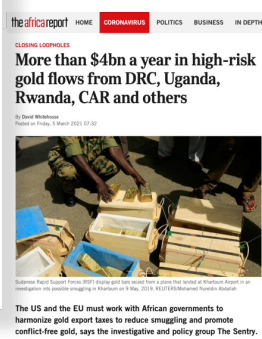 theafricareport HOME CORONAVIRUS POLITICS BUSINESS IN DEPTH
CLOSING LOOPHOLES
More than $4bn a year in high-risk
gold flows from DRC, Uganda,
Rwanda, CAR and others
By David Whitehouse
Posted on Friday, 5 March 2021 07:32
Sudanese Rapid Support Forces (RSF) display gold bars seized from a plane that landed at Khartoum Airport in an
investigation into possible smuggling in Khartoum on 9 May, 2019. REUTERS/Mohamed Nureldin Abdallah
The US and the EU must work with African governments to
harmonize gold export taxes to reduce smuggling and promote
conflict-free gold, says the investigative and policy group The Sentry.